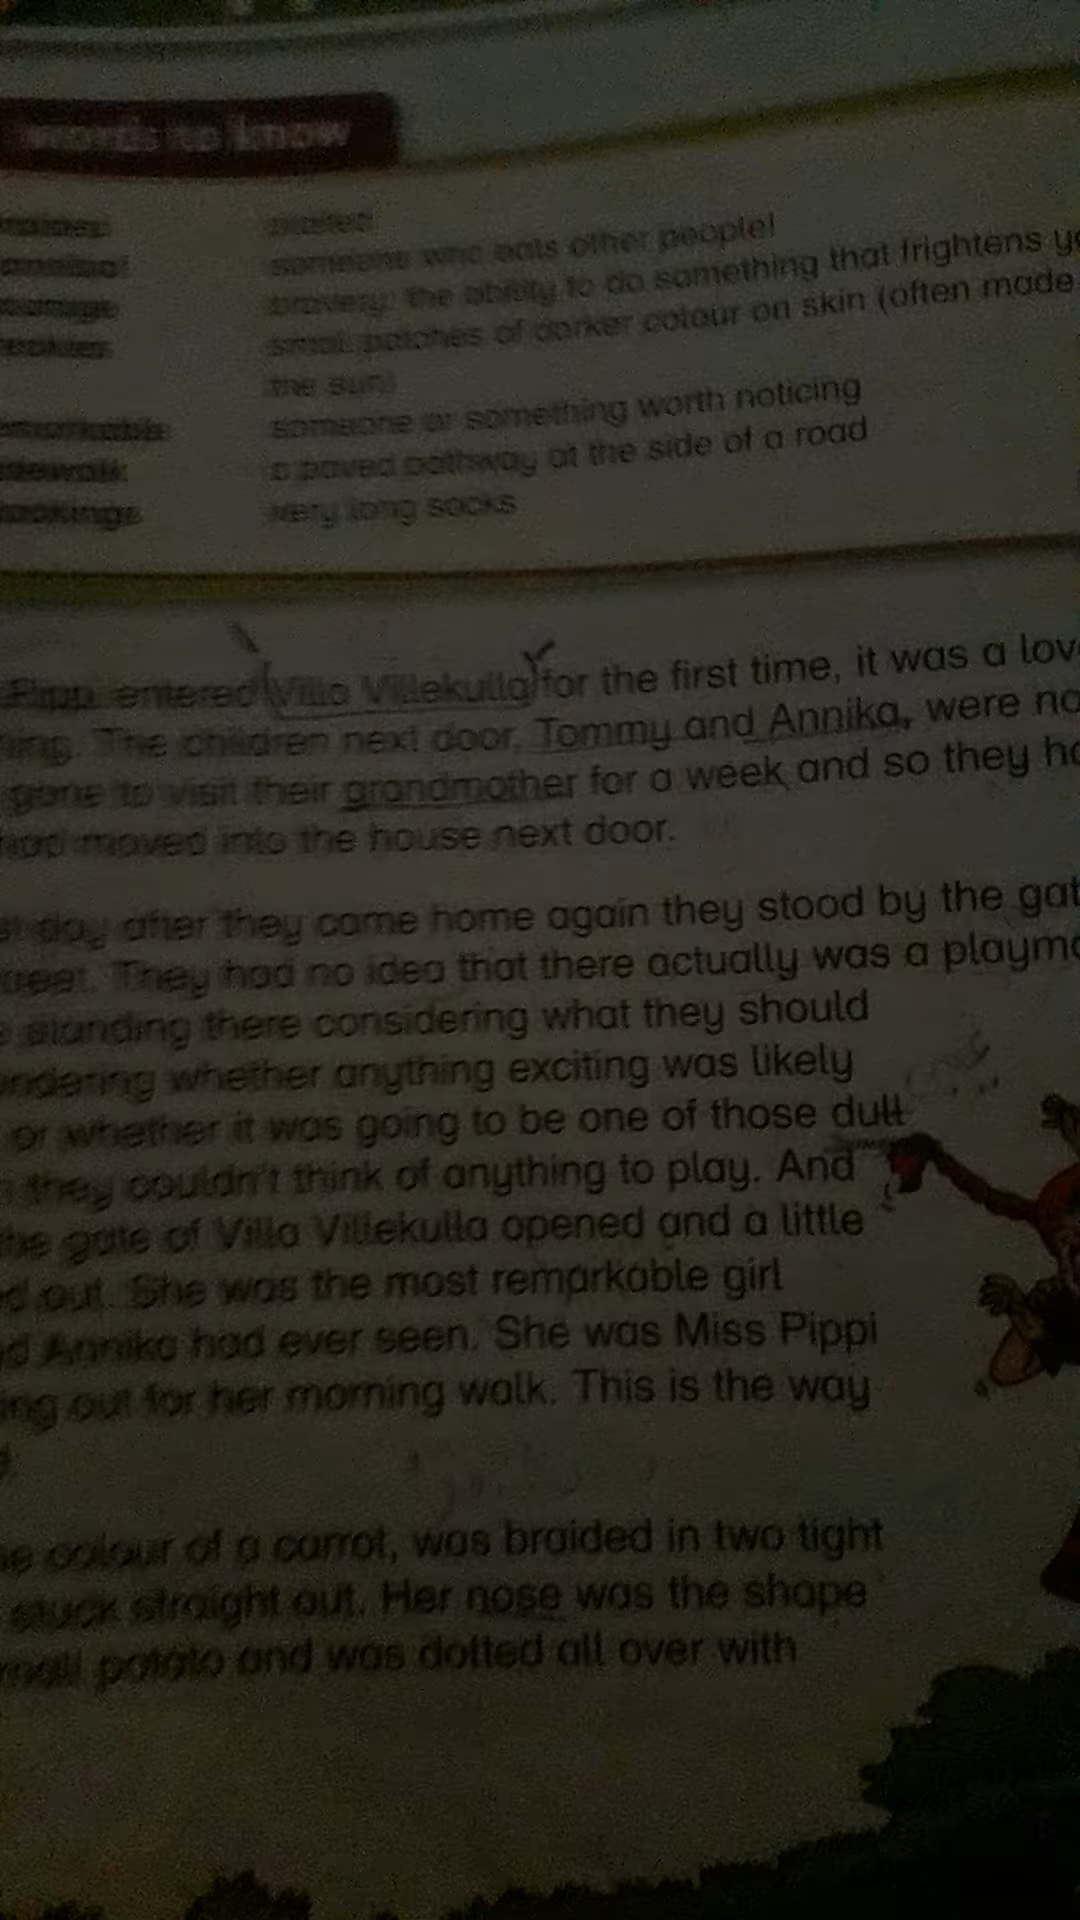 words to know
plaited
someone who eats other people!
bravery; the ability to do something that frightens
small patches of darker colour on skin (often made
the sun)
someone or something worth noticing
a paved pathway at the side of a road
very long socks
Pippi entered Villa Villekulla for the first time, it was a
The children next door, Tommy and Annika, were
gone to visit their grandmother for a week and so they
had moved into the house next door.
day after they came home again they stood by the
They had no idea that there actually was a
standing there considering what they should
whether anything exciting was likely
or whether it was going to be one of those dull
they couldn't think of anything to play. And
the gate of Villa Villekulla opened and a little
out. She was the most remarkable girl
Annika had ever seen. She was Miss Pippi
out for her morning walk. This is the way
colour of a carrot, was braided in two tight
stuck straight out. Her nose was the shape
potato and was dotted all over with